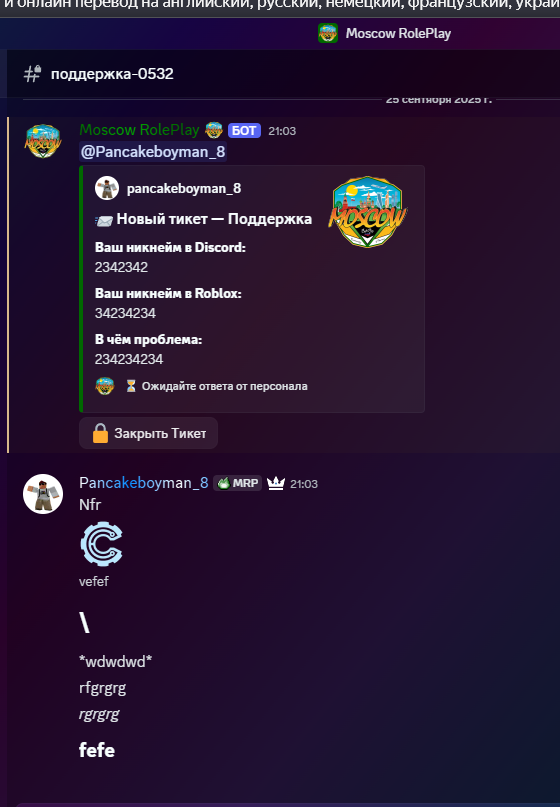 и онлайн перевод на английский, русский, немецкий, французский, украи
Moscow RolePlay
поддержка-0532
25 сентября 2025 г.
Moscow RolePlay БОТ 21:03
@Pancakeboyman_8
pancakeboyman_8
Новый тикет — Поддержка
MOSCOW
Ваш никнейм в Discord:
2342342
Ваш никнейм в Roblox:
34234234
В чём проблема:
234234234
Ожидайте ответа от персонала
Закрыть Тикет
Pancakeboyman_8 MRP 21:03
Nfr
vefef
\
*wdwdwd*
rfgrgrg
rgrgrg
fefe